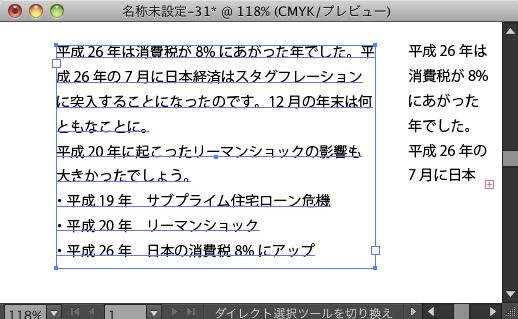 名称未設定-31* @ 118% (CMYK/プレビュー)
平成 26 年は消費税が 8% にあがった年でした。平
成 26 年の 7 月に日本経済はスタグフレーション
に突入することになったのです。12 月の年末は何
ともなことに。
平成 20 年に起こったリーマンショックの影響も
大きかったでしょう。
・平成 19 年　サブプライム住宅ローン危機
・平成 20 年　リーマンショック
・平成 26 年　日本の消費税 8% にアップ
平成 26 年は
消費税が 8%
にあがった
年でした。
平成 26 年の
7 月に日本
118%
1
ダイレクト選択ツールを切り換え